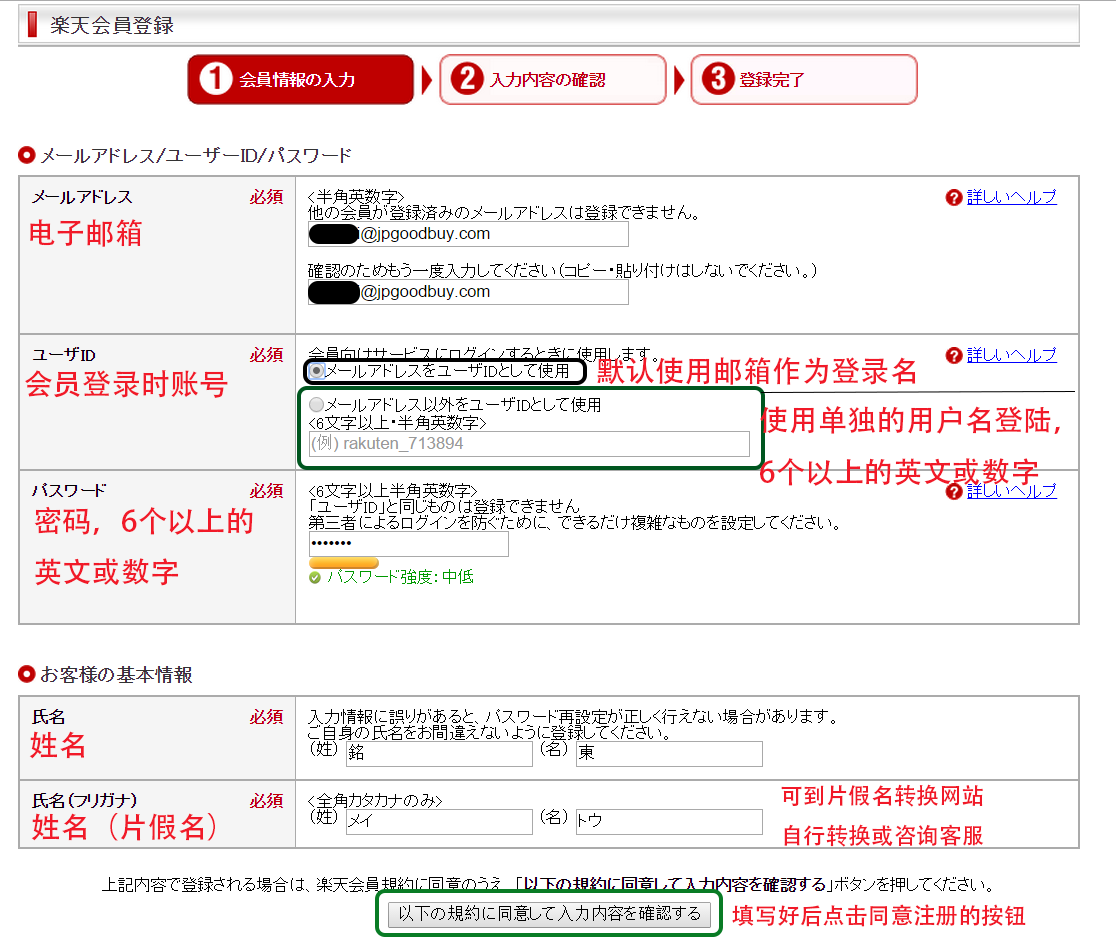 楽天会員登録
1 会員情報の入力 2 入力内容の確認 3 登録完了
メールアドレス/ユーザーID/パスワード
メールアドレス 必須
电子邮箱
<半角英数字>
他の会員が登録済みのメールアドレスは登録できません。
i@jpgoodbuy.com
確認のためもう一度入力してください(コピー・貼り付けはしないでください。)
@jpgoodbuy.com
? 詳しいヘルプ
ユーザID 必須
会员登录时账号
会員向けサービスにログインするときに使用します。
メールアドレスをユーザIDとして使用
默认使用邮箱作为登录名
? 詳しいヘルプ
メールアドレス以外をユーザIDとして使用
<6文字以上・半角英数字>
(例) rakuten_713894
使用单独的用户名登陆,
6个以上的英文或数字
パスワード 必須
密码, 6个以上的
英文或数字
<6文字以上半角英数字>
「ユーザID」と同じものは登録できません
第三者によるログインを防ぐために、できるだけ複雑なものを設定してください。
•••••••
パスワード強度: 中低
? 詳しいヘルプ
お客様の基本情報
氏名 必須
姓名
入力情報に誤りがあると、パスワード再設定が正しく行えない場合があります。
ご自身の氏名をお間違えないように登録してください。
(姓) 銘 (名) 東
氏名(フリガナ) 必須
姓名（片假名）
<全角カタカナのみ>
(姓) メイ (名) トウ
可到片假名转换网站
自行转换或咨询客服
上記内容で登録される場合は、楽天会員規約に同意のうえ、「以下の規約に同意して入力内容を確認する」ボタンを押してください。
以下の規約に同意して入力内容を確認する
填写好后点击同意注册的按钮